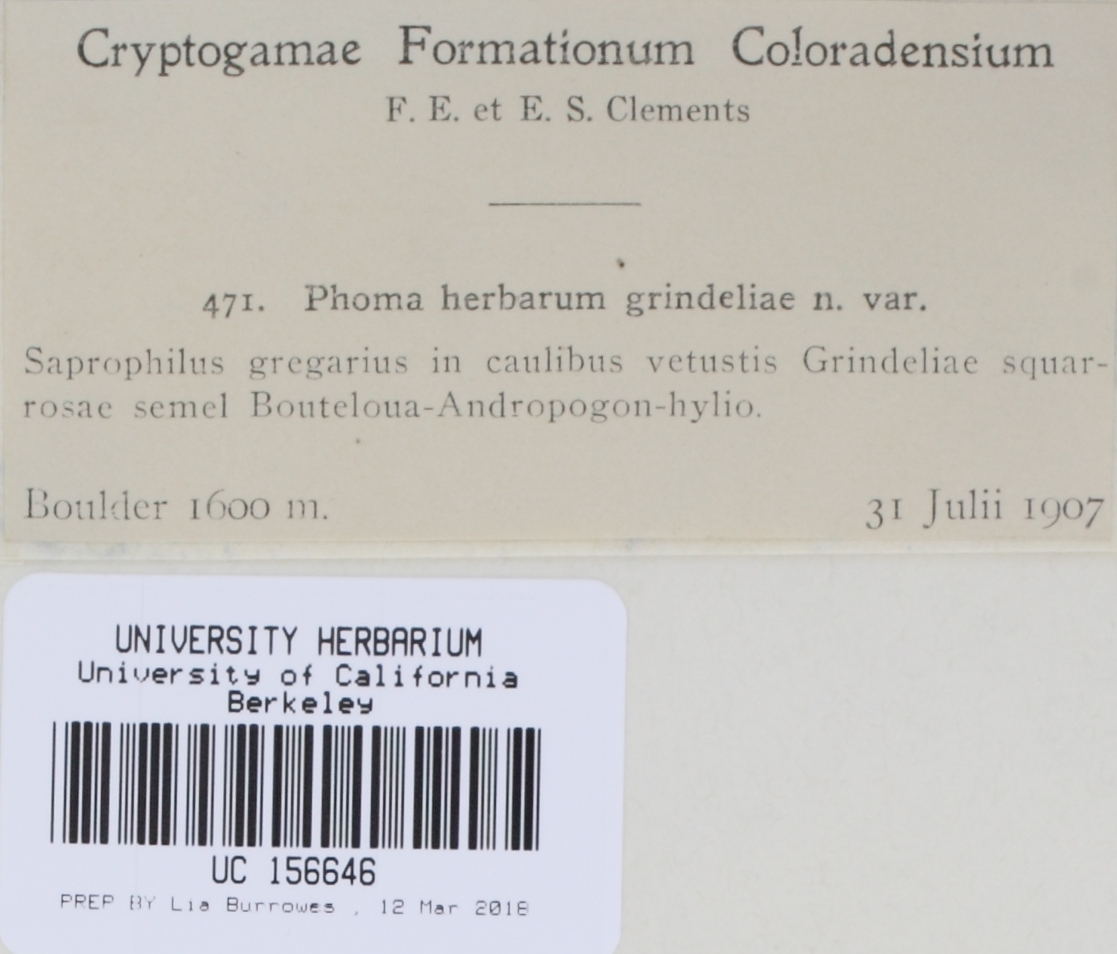 Cryptogamae Formationum Coloradensium
F. E. et E. S. Clements
471. Phoma herbarum grindeliae n. var.
Saprophilus gregarius in caulibus vetustis Grindeliae squar-
rosae semel Bouteloua-Andropogon-hylio.
Boulder 1600 m. 31 Julii 1907
UNIVERSITY HERBARIUM
University of California
Berkeley
UC 156646
PREP BY Lia Burrowes , 12 Mar 2018